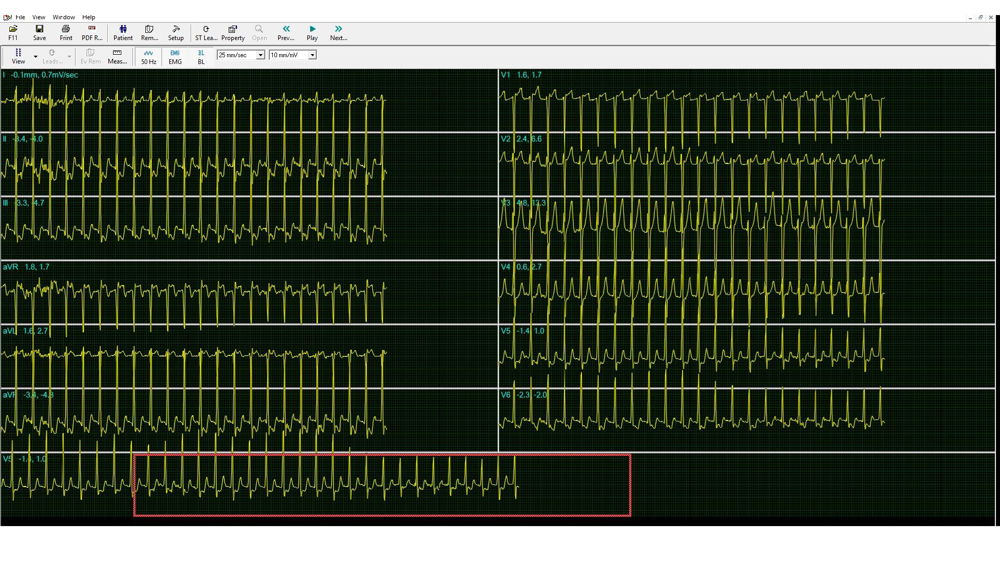 File View Window Help
F11 Save Print PDF R... Patient Rem... Setup ST Lea... Property Open Prev... Play Next...
PDF
View Leads... Ev Rem Meas... 50 Hz EMG BL 25 mm/sec 10 mm/mV
EMG BL
I -0.1mm, 0.7mV/sec
II -3.4, -4.0
III -3.3, -4.7
aVR 1.8, 1.7
aVL 1.6, 2.7
aVF -3.4, -4.3
V5 -1.4, 1.0
V1 1.6, 1.7
V2 2.4, 6.6
V3 4.8, 13.3
V4 0.6, 2.7
V5 -1.4, 1.0
V6 -2.3, -2.0